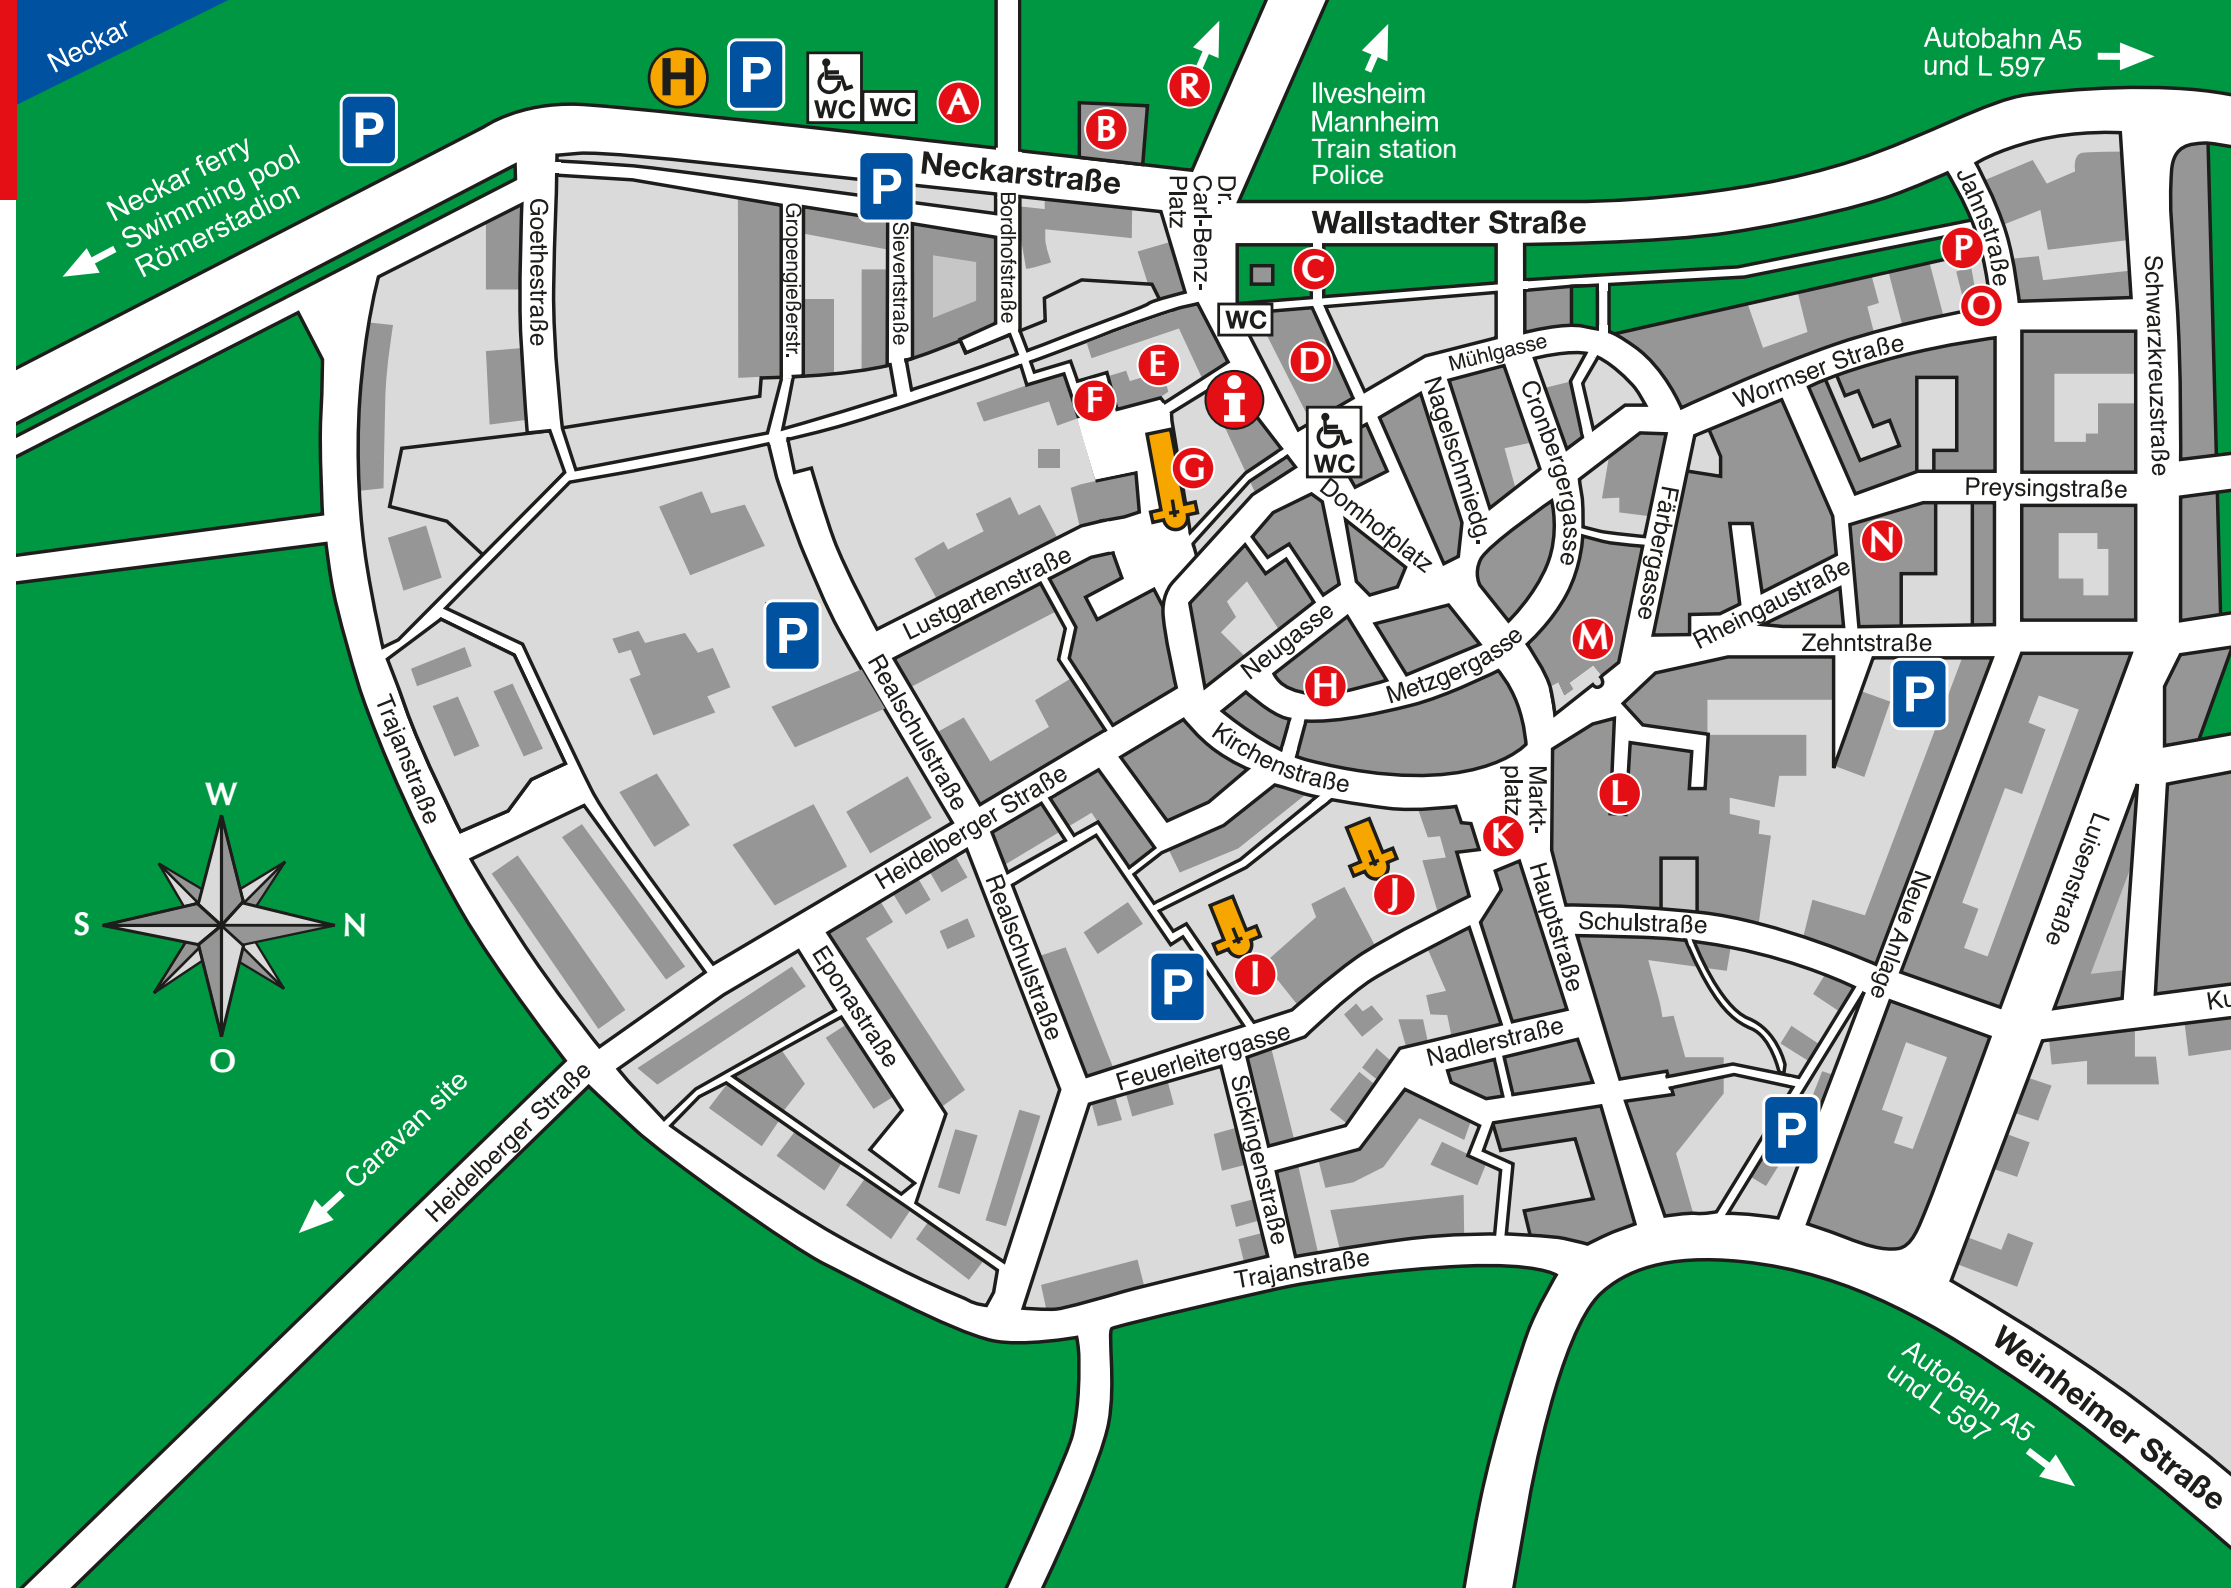 Neckar
Neckar ferry
Swimming pool
Römerstadion
P
H
P
WC
WC
A
B
R
Ilvesheim
Mannheim
Train station
Police
Autobahn A5
und L 597
P
Neckarstraße
Dr.
Carl-Benz-
Platz
Wallstadter Straße
Goethestraße
Gropengießerstr.
Sievertstraße
Bordhofstraße
C
WC
D
E
F
i
G
WC
Mühlgasse
Nagelschmiedg.
Cronbergergasse
Färbergasse
Wormser Straße
Jahnstraße
P
O
Schwarzkreuzstraße
Preysingstraße
N
Rheingaustraße
Zehntstraße
P
Domhofplatz
Lustgartenstraße
P
Neugasse
H
Metzgergasse
M
Realschulstraße
Kirchenstraße
Markt-
platz
L
K
Trajanstraße
Heidelberger Straße
J
I
P
Hauptstraße
Schulstraße
Neue Anlage
Luisenstraße
Ku
W
S
N
O
Eponastraße
Realschulstraße
Feuerleitergasse
Nadlerstraße
Sickingenstraße
P
Caravan site
Heidelberger Straße
Trajanstraße
Autobahn A5
und L 597
Weinheimer Straße